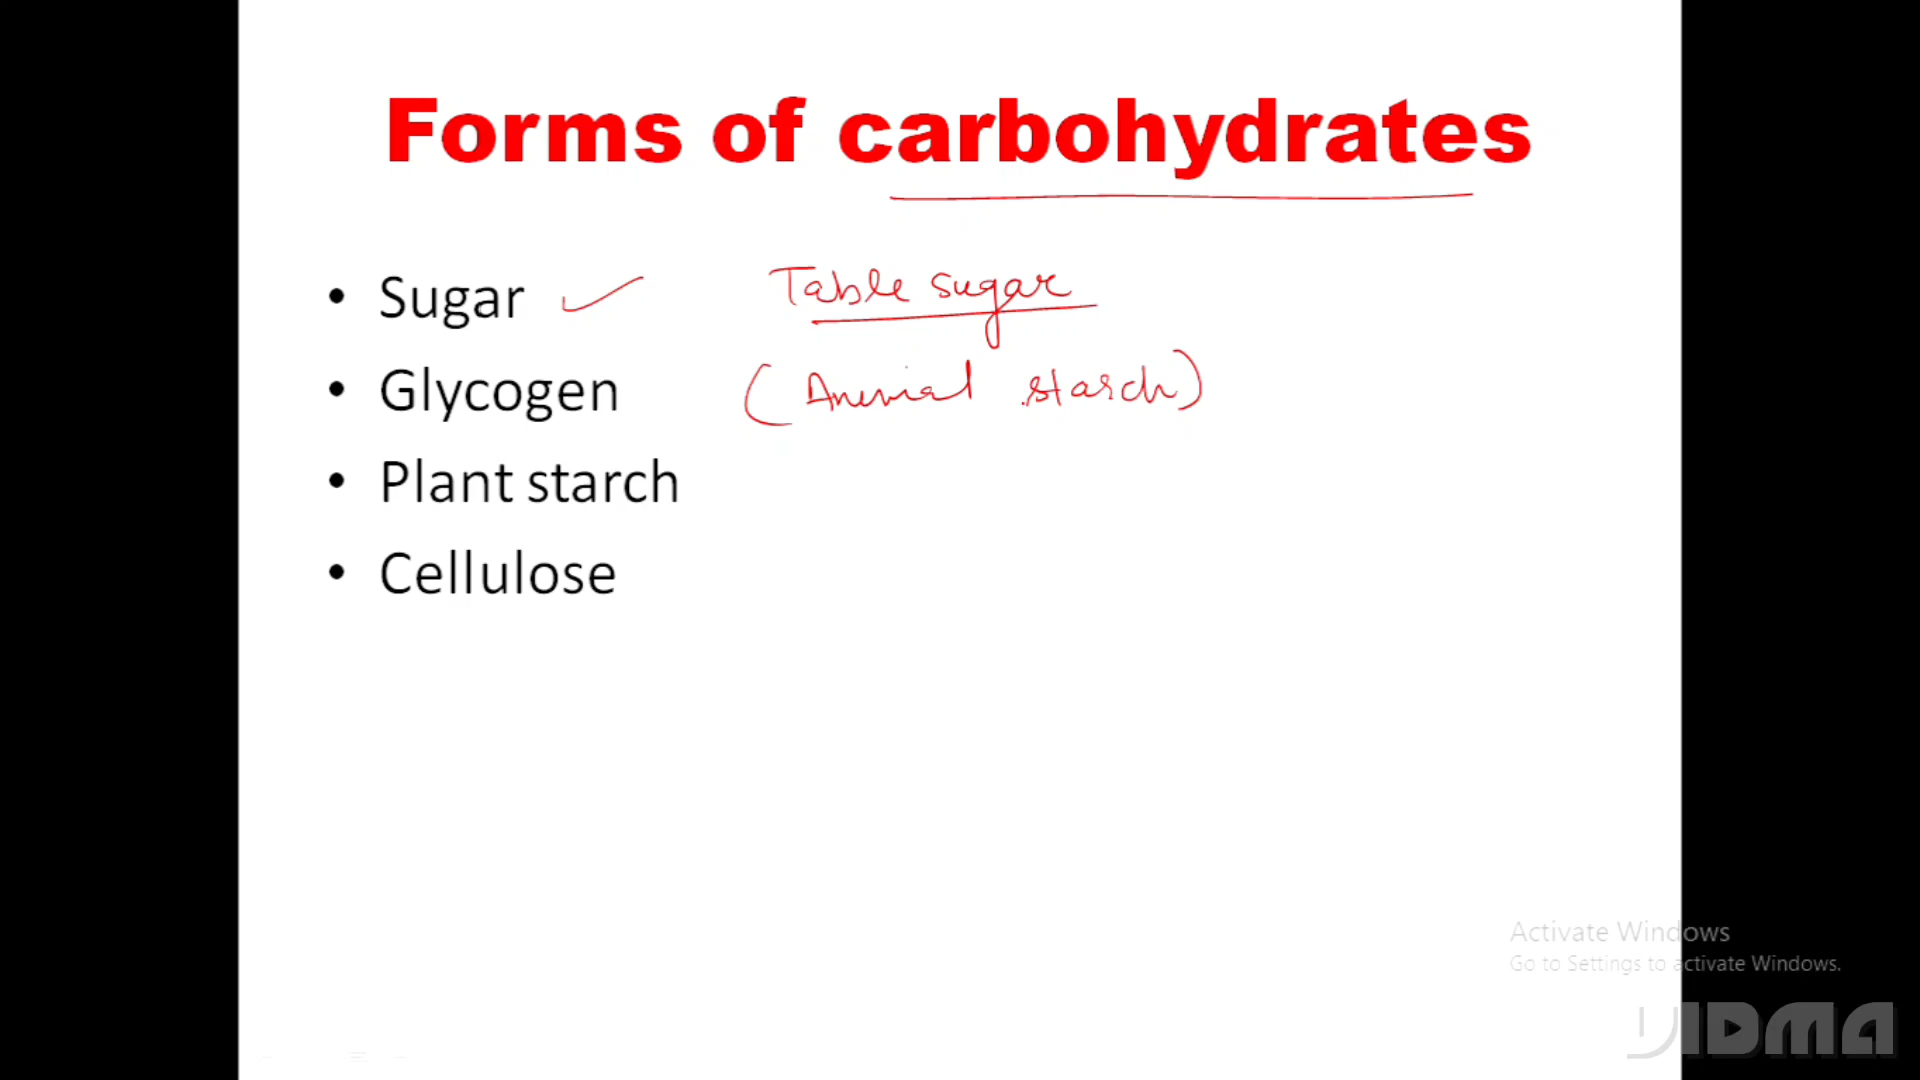 Forms of carbohydrates
• Sugar ✓ Table sugar
• Glycogen (Animal starch)
• Plant starch
• Cellulose
Activate Windows
Go to Settings to activate Windows.
VIDMA